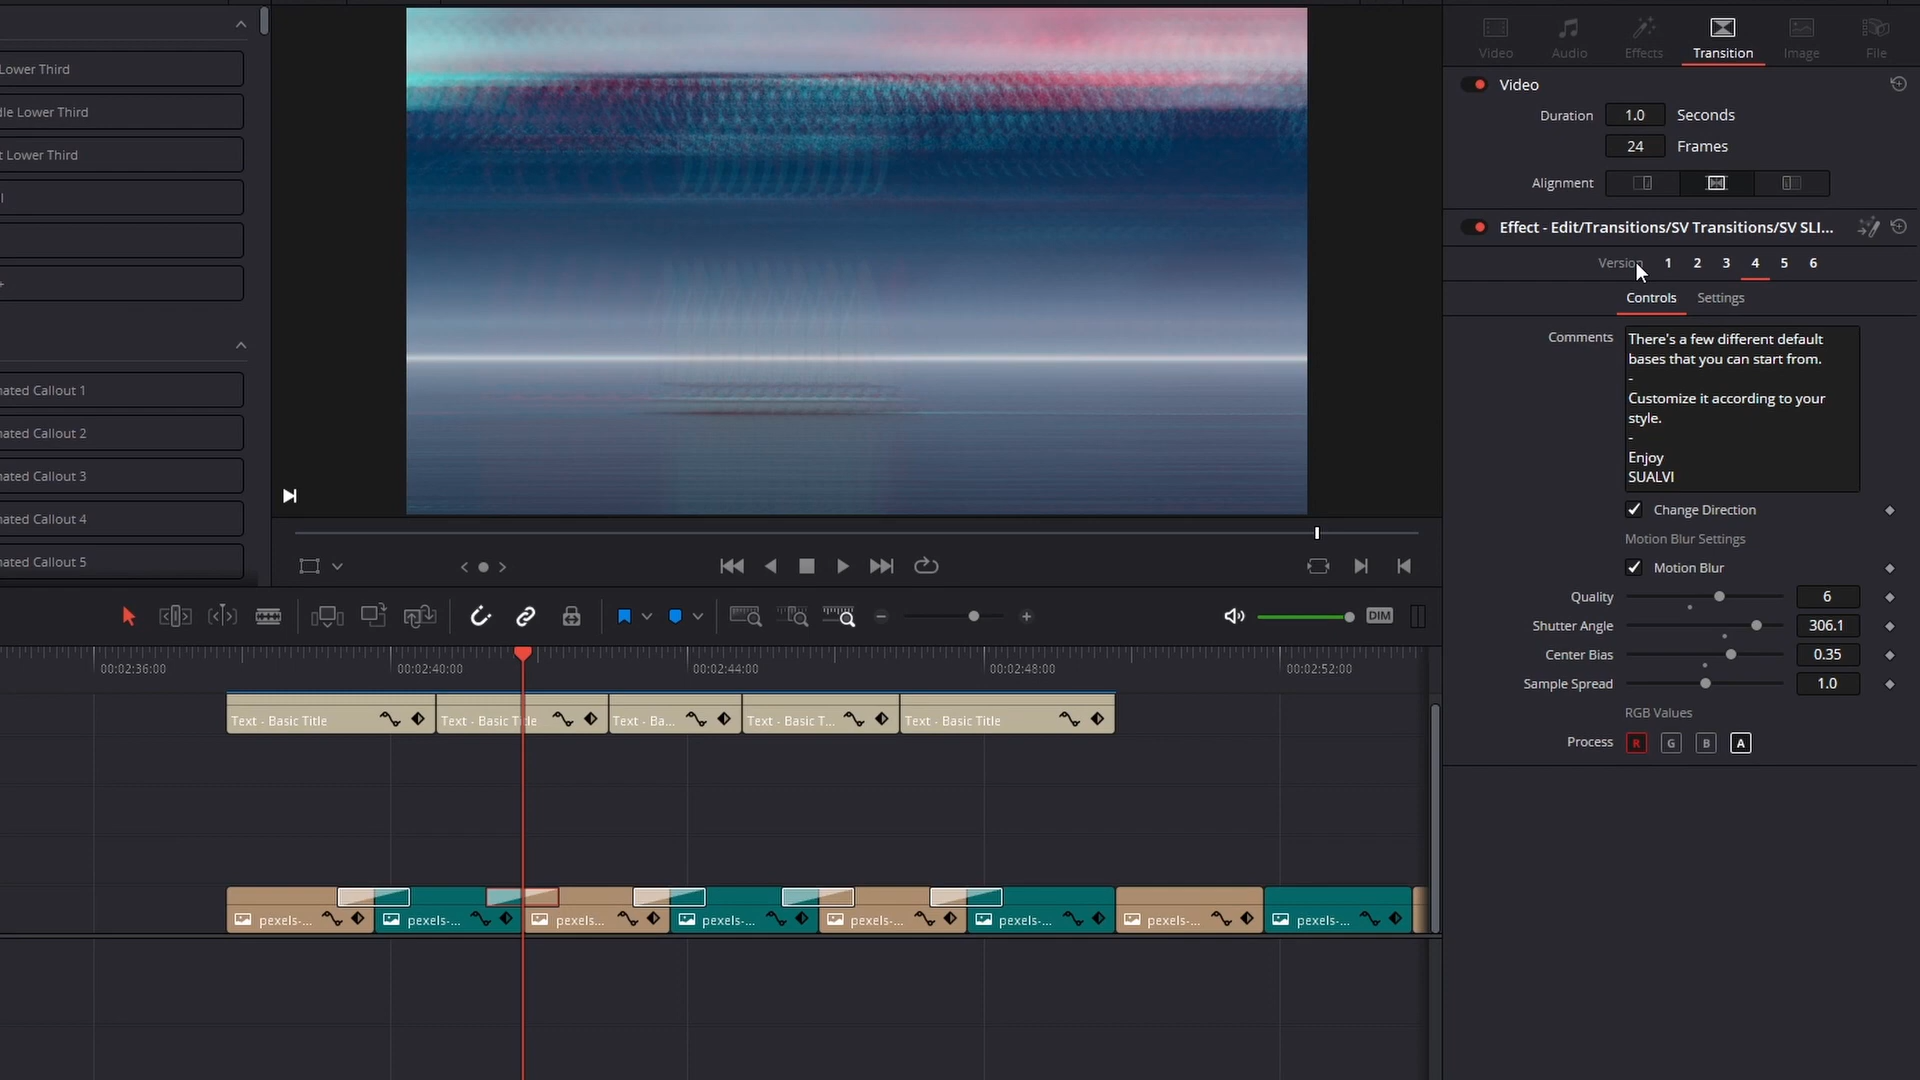 Lower Third
dle Lower Third
t Lower Third
l
+
nated Callout 1
nated Callout 2
nated Callout 3
nated Callout 4
nated Callout 5
Video
Audio
Effects
Transition
Image
File
Video
Duration 1.0 Seconds
24 Frames
Alignment
Effect - Edit/Transitions/SV Transitions/SV SLI...
Version 1 2 3 4 5 6
Controls Settings
Comments
There's a few different default
bases that you can start from.
-
Customize it according to your
style.
-
Enjoy
SUALVI
Change Direction
Motion Blur Settings
Motion Blur
Quality 6
Shutter Angle 306.1
Center Bias 0.35
Sample Spread 1.0
RGB Values
Process R G B A
DIM
00:02:36:00 00:02:40:00 00:02:44:00 00:02:48:00 00:02:52:00
Text - Basic Title Text - Basic Title Text - Ba... Text - Basic T... Text - Basic Title
pexels-... pexels-... pexels... pexels-... pexels-... pexels-... pexels-... pexels-...